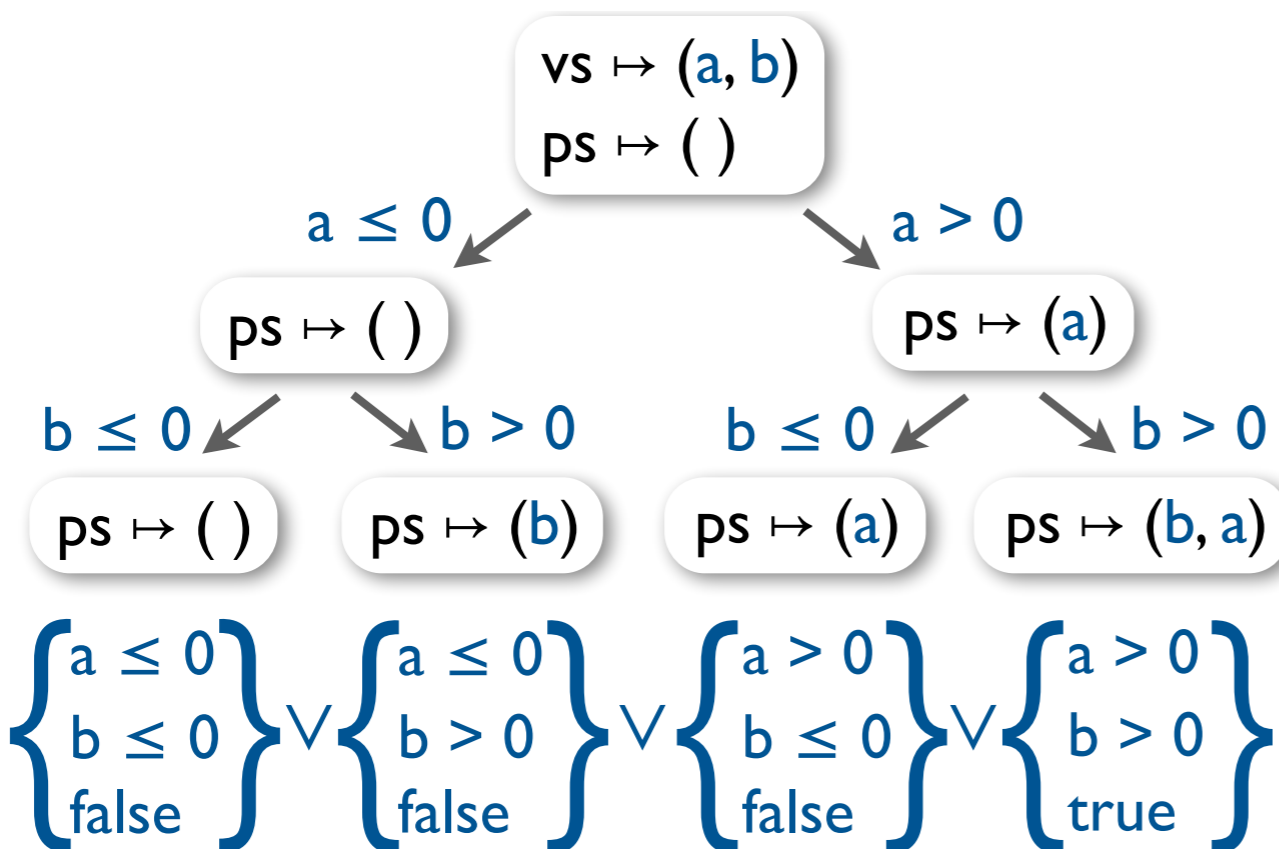 vs ↦ (a, b)
ps ↦ ( )
a ≤ 0
a > 0
ps ↦ ( )
ps ↦ (a)
b ≤ 0
b > 0
b ≤ 0
b > 0
ps ↦ ( )
ps ↦ (b)
ps ↦ (a)
ps ↦ (b, a)
{ a ≤ 0
b ≤ 0
false }
∨
{ a ≤ 0
b > 0
false }
∨
{ a > 0
b ≤ 0
false }
∨
{ a > 0
b > 0
true }